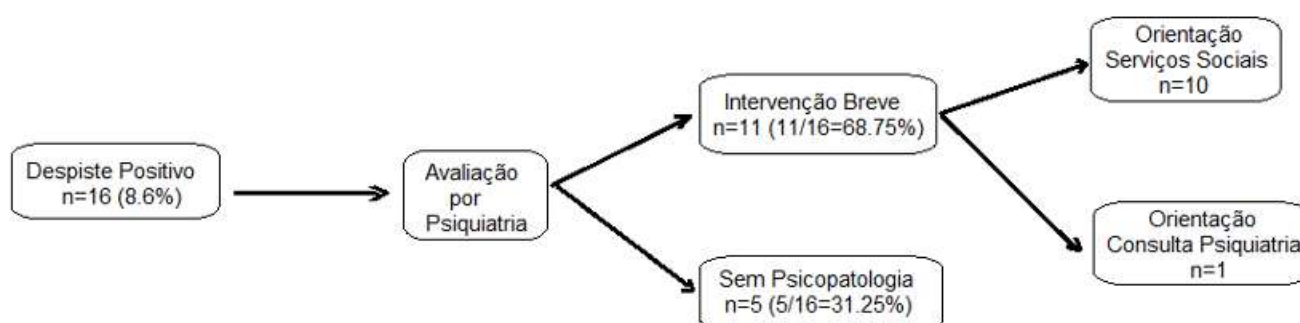 Despiste Positivo
n=16 (8.6%)
Avaliação
por
Psiquiatria
Intervenção Breve
n=11 (11/16=68.75%)
Sem Psicopatologia
n=5 (5/16=31.25%)
Orientação
Serviços Sociais
n=10
Orientação
Consulta Psiquiatria
n=1